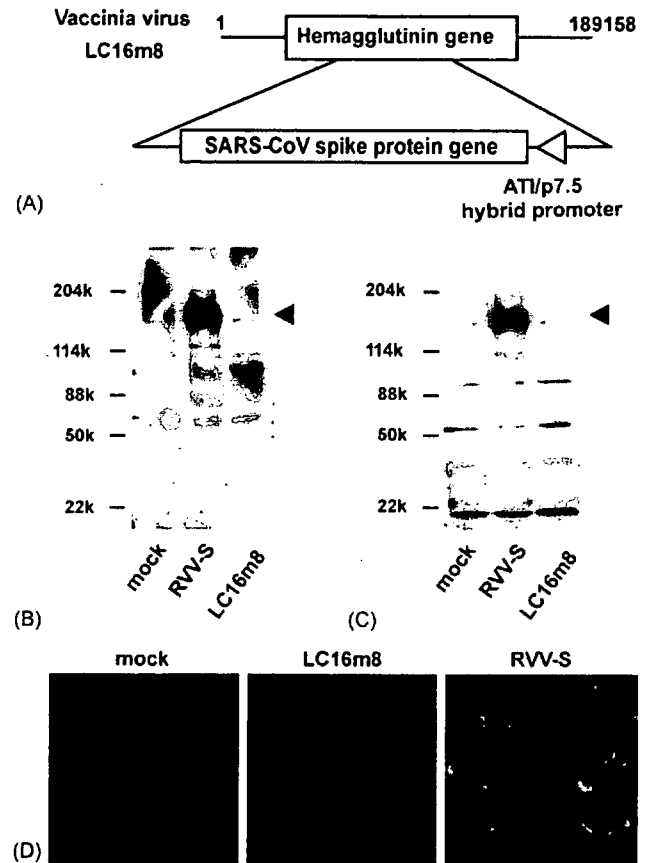 Vaccinia virus
LC16m8
1
Hemagglutinin gene
189158
SARS-CoV spike protein gene
ATI/p7.5
hybrid promoter
(A)
204k
114k
88k
50k
22k
mock
RVV-S
LC16m8
(B)
204k
114k
88k
50k
22k
mock
RVV-S
LC16m8
(C)
mock
LC16m8
RVV-S
(D)